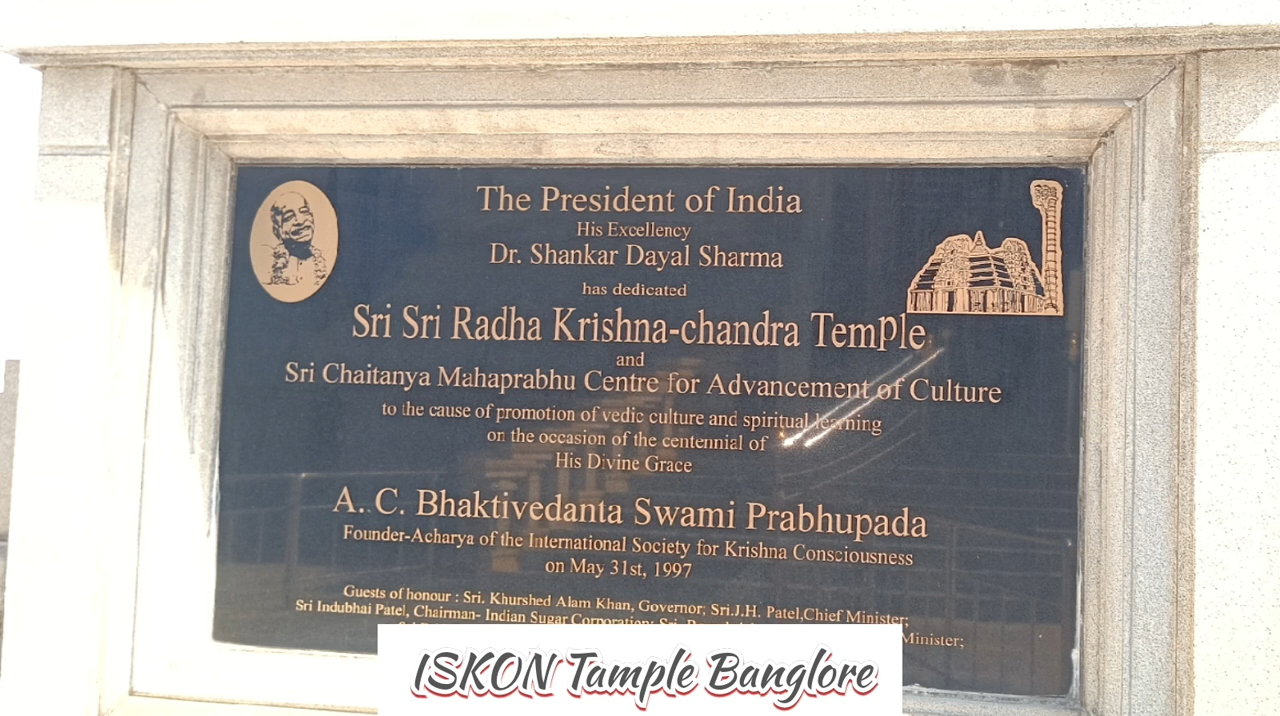 The President of India
His Excellency
Dr. Shankar Dayal Sharma
has dedicated
Sri Sri Radha Krishna-chandra Temple
and
Sri Chaitanya Mahaprabhu Centre for Advancement of Culture
to the cause of promotion of vedic culture and spiritual learning
on the occasion of the centennial of
His Divine Grace
A. C. Bhaktivedanta Swami Prabhupada
Founder-Acharya of the International Society for Krishna Consciousness
on May 31st, 1997
Guests of honour : Sri. Khurshed Alam Khan, Governor; Sri.J.H. Patel,Chief Minister;
Sri Indubhai Patel, Chairman- Indian Sugar Corporation; Sri.
Minister;
ISKON Tample Banglore